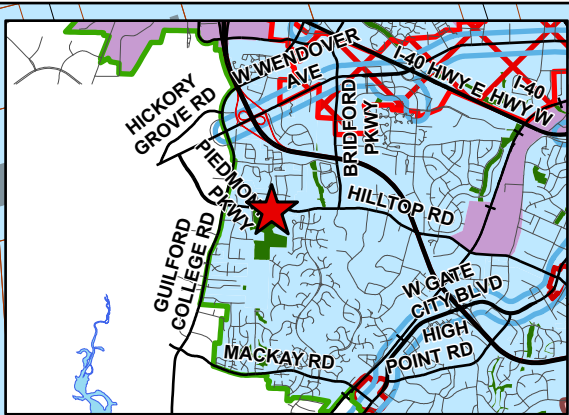 W WENDOVER
AVE
I-40 HWY E
I-40
HWY W
HICKORY
GROVE RD
BRIDFORD
PKWY
PIEDMON
PKWY
HILLTOP RD
GUILFORD
COLLEGE RD
W GATE
CITY BLVD
HIGH
POINT RD
MACKAY RD